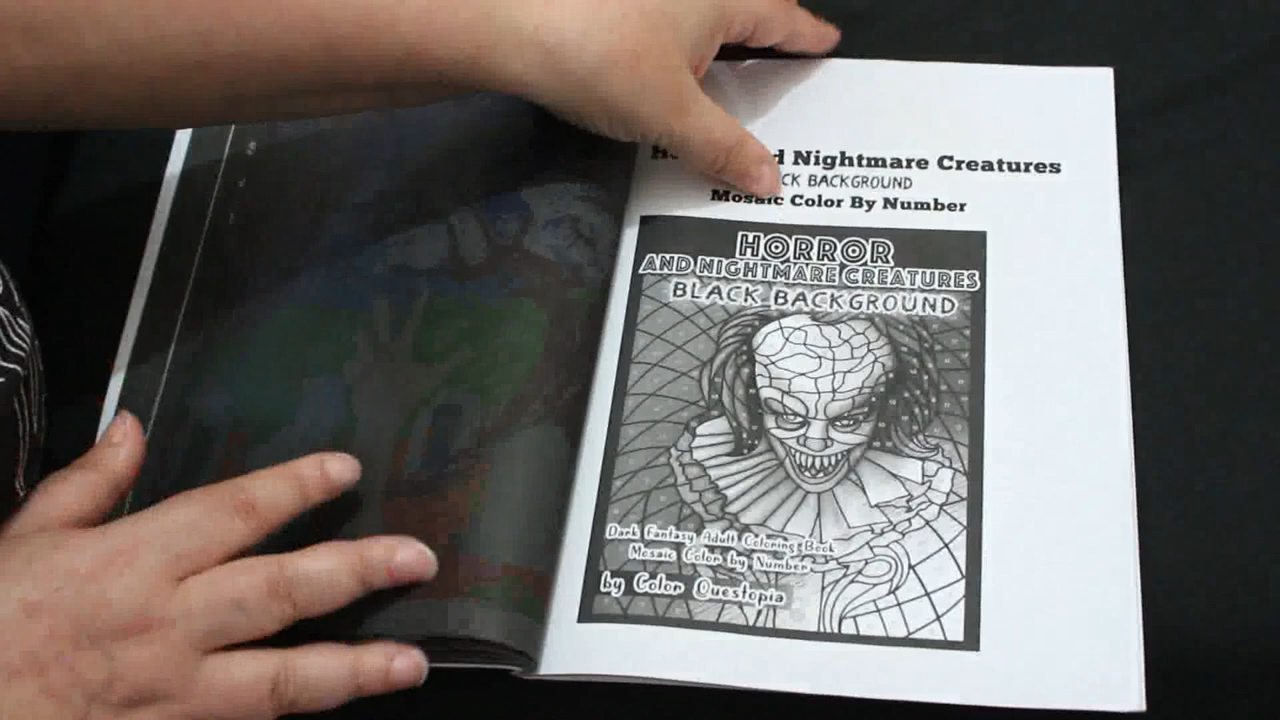 Nightmare Creatures
BACKGROUND
Mosaic Color By Number
HORROR
AND NIGHTMARE CREATURES
BLACK BACKGROUND
Dark Fantasy Adult Coloring Book
Mosaic Color by Number
by Color Questopia